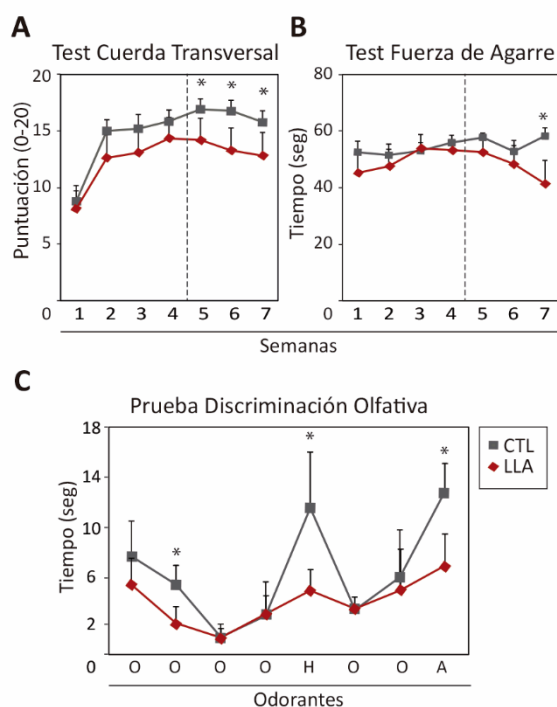 A
Test Cuerda Transversal
Puntuación (0-20)
20
15
10
5
0
* * *
1 2 3 4 5 6 7
B
Test Fuerza de Agarre
Tiempo (seg)
80
60
40
20
0
*
1 2 3 4 5 6 7
Semanas
C
Prueba Discriminación Olfativa
Tiempo (seg)
18
14
10
6
2
0
* * *
O O O O H O O A
Odorantes
CTL
LLA